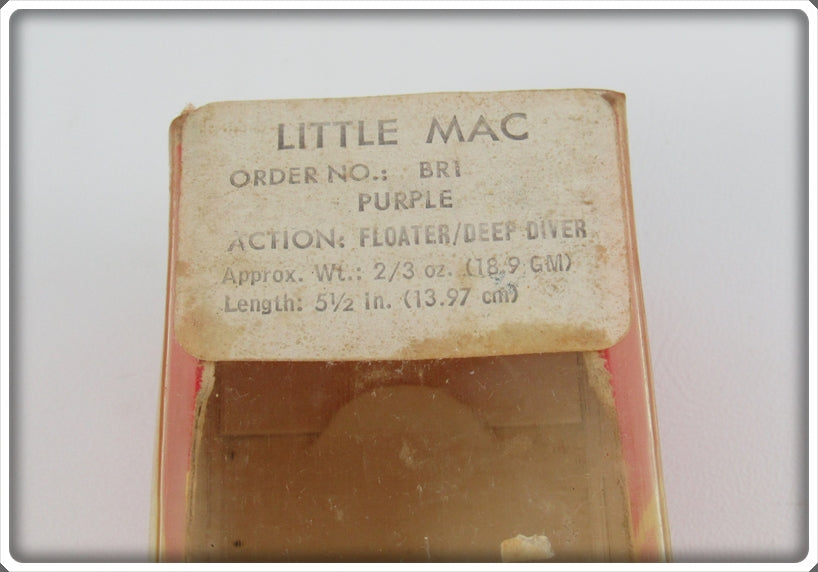 LITTLE MAC
ORDER NO.: BR1
PURPLE
ACTION: FLOATER/DEEP DIVER
Approx. Wt.: 2/3 oz. (18.9 GM)
Length: 5½ in. (13.97 cm)